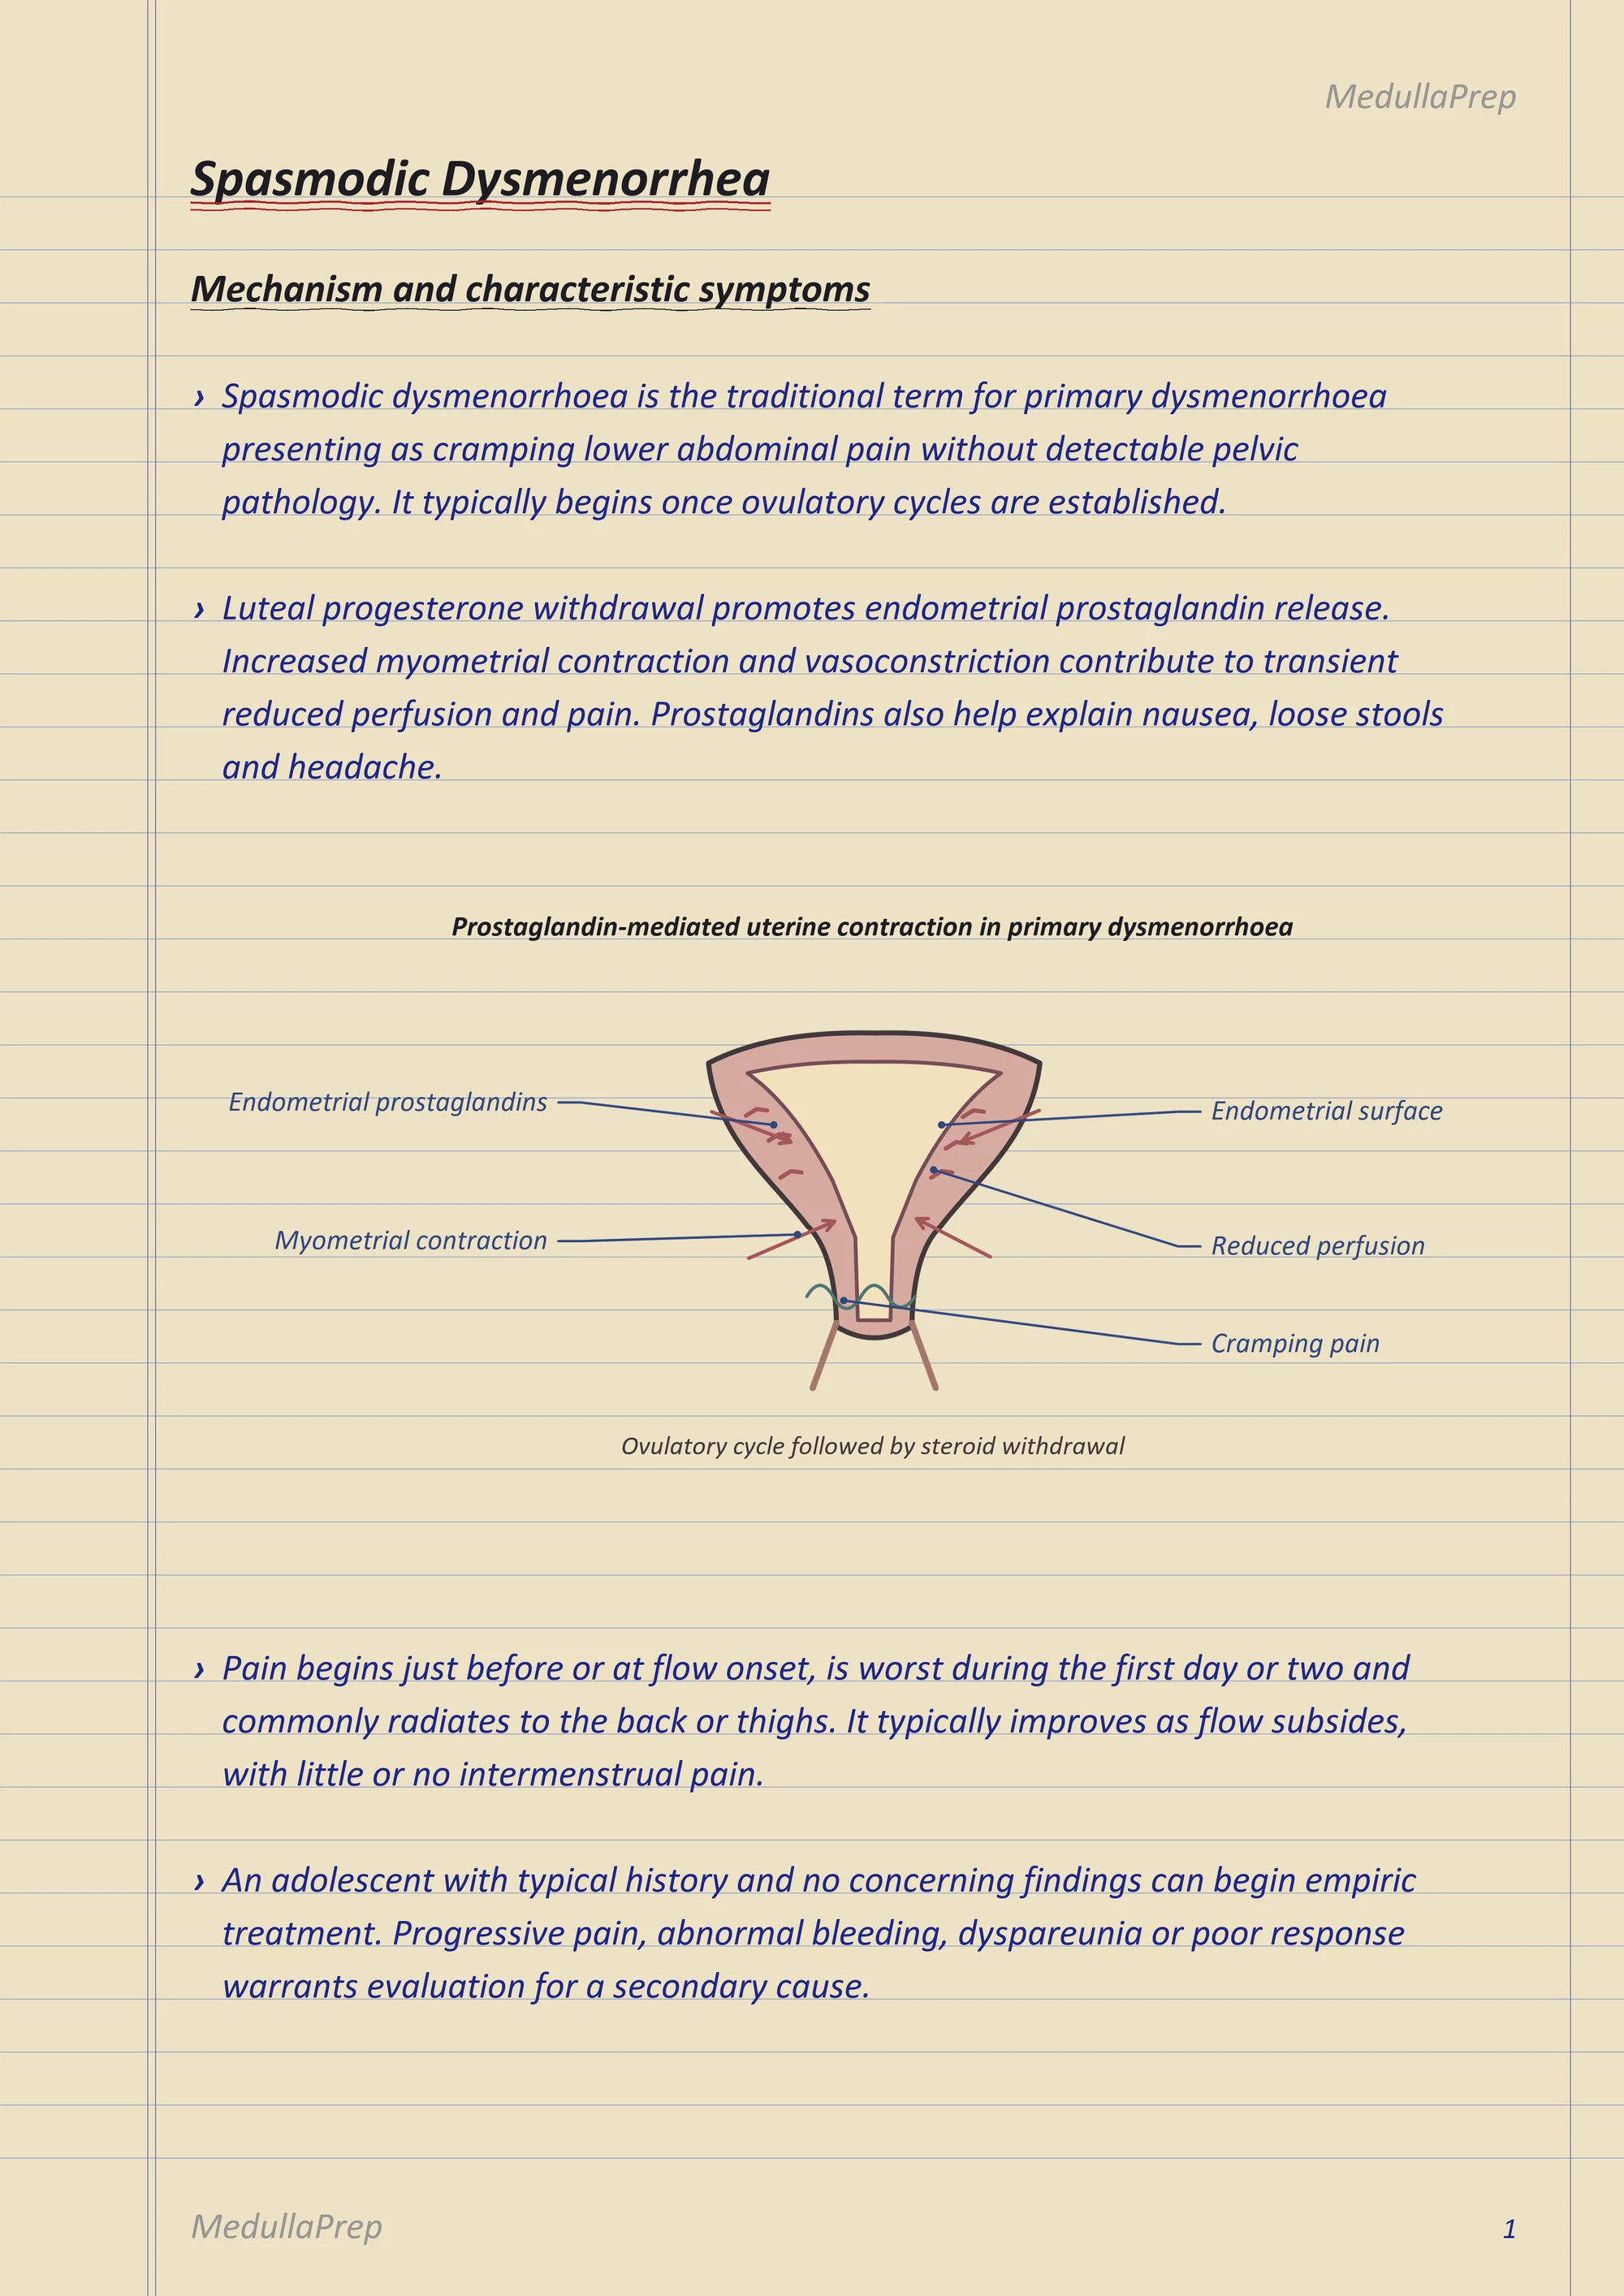 MedullaPrep
Spasmodic Dysmenorrhea
Mechanism and characteristic symptoms
› Spasmodic dysmenorrhoea is the traditional term for primary dysmenorrhoea
presenting as cramping lower abdominal pain without detectable pelvic
pathology. It typically begins once ovulatory cycles are established.
› Luteal progesterone withdrawal promotes endometrial prostaglandin release.
Increased myometrial contraction and vasoconstriction contribute to transient
reduced perfusion and pain. Prostaglandins also help explain nausea, loose stools
and headache.
Prostaglandin-mediated uterine contraction in primary dysmenorrhoea
Endometrial prostaglandins
Endometrial surface
Myometrial contraction
Reduced perfusion
Cramping pain
Ovulatory cycle followed by steroid withdrawal
› Pain begins just before or at flow onset, is worst during the first day or two and
commonly radiates to the back or thighs. It typically improves as flow subsides,
with little or no intermenstrual pain.
› An adolescent with typical history and no concerning findings can begin empiric
treatment. Progressive pain, abnormal bleeding, dyspareunia or poor response
warrants evaluation for a secondary cause.
MedullaPrep
1